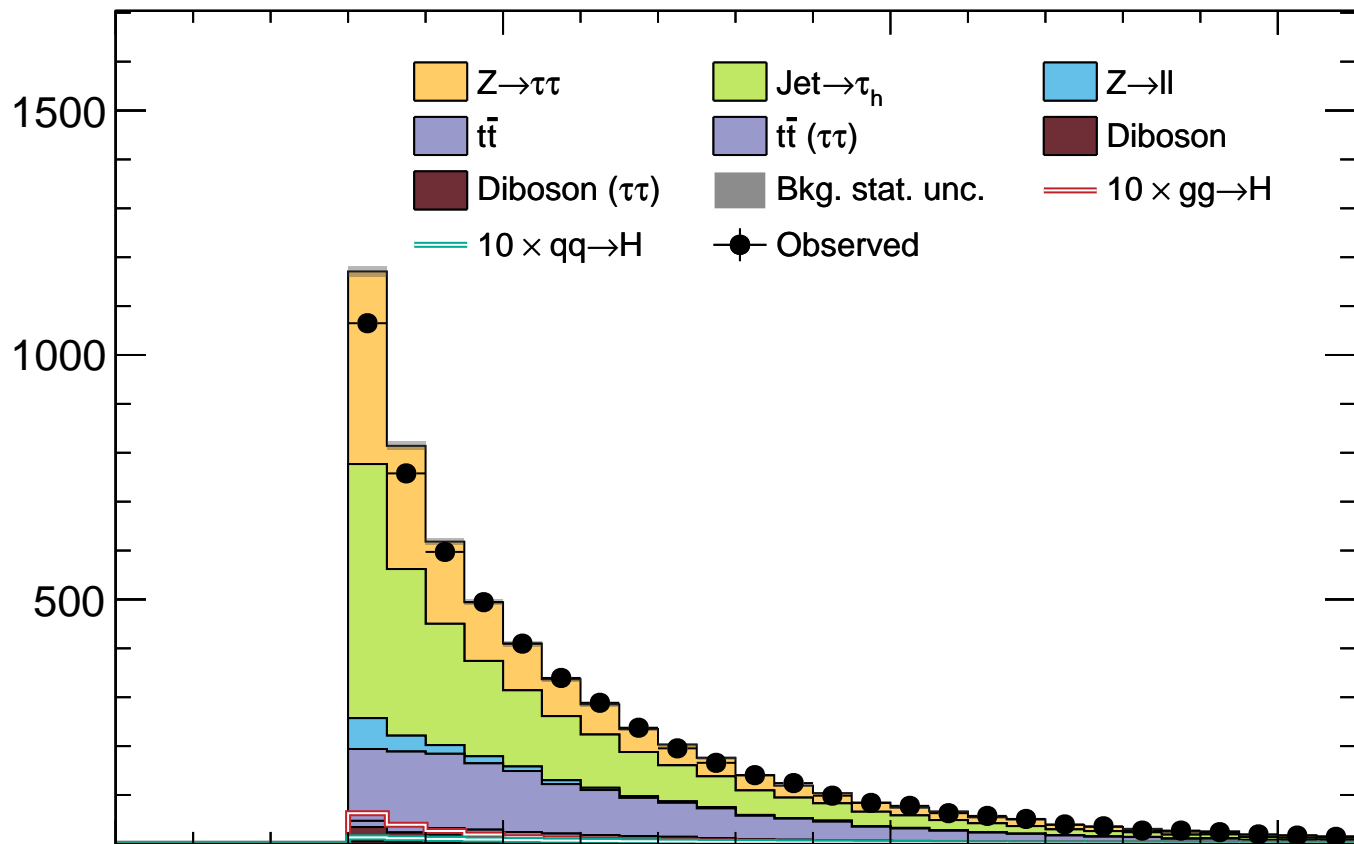 Z→ττ Jet→τh Z→ll
1500
tt̄ tt̄ (ττ) Diboson
Diboson (ττ) Bkg. stat. unc. 10 × gg→H
10 × qq→H Observed
1000
500